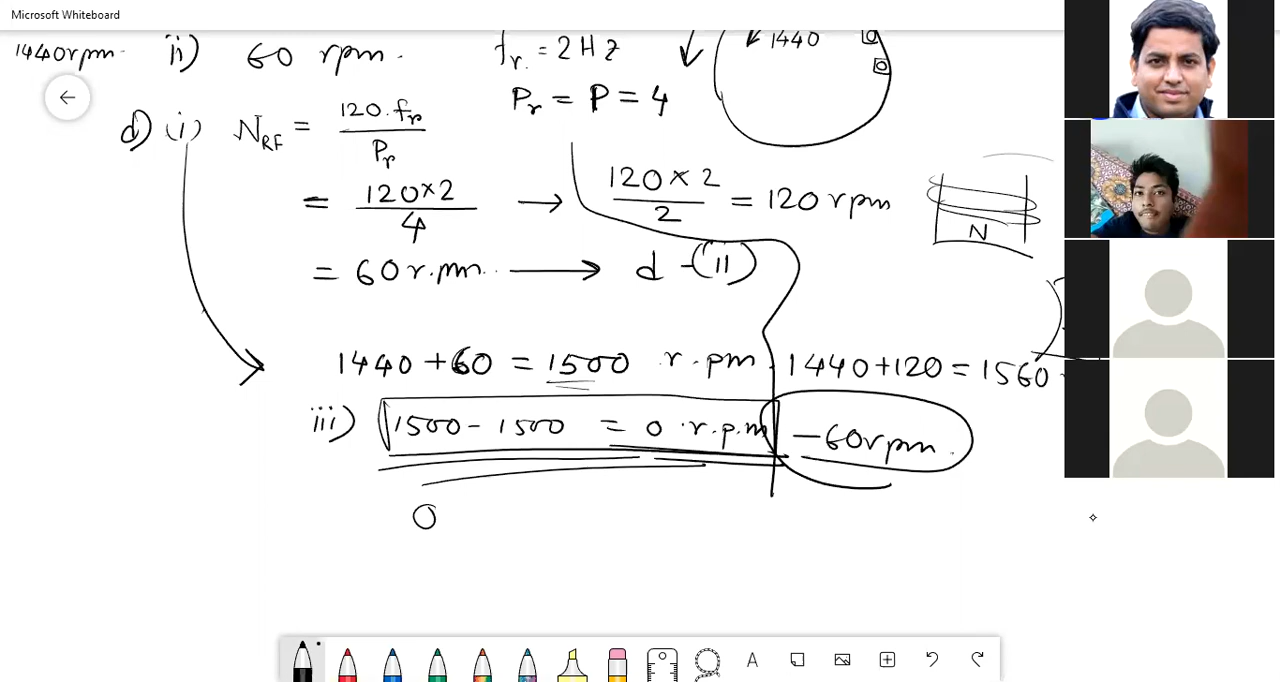 Microsoft Whiteboard
1440rpm. ii) 60 rpm. fr. = 2Hz 1440
Pr = P = 4
d) (i) NRF = 120.fr / Pr
= 120×2 / 4 → 120×2 / 2 = 120 rpm N
= 60 r.pm. → d -(ii)
1440 + 60 = 1500 r.pm. 1440+120 = 1560
iii) 1500 - 1500 = 0 .r.p.m -60rpm.
0
A